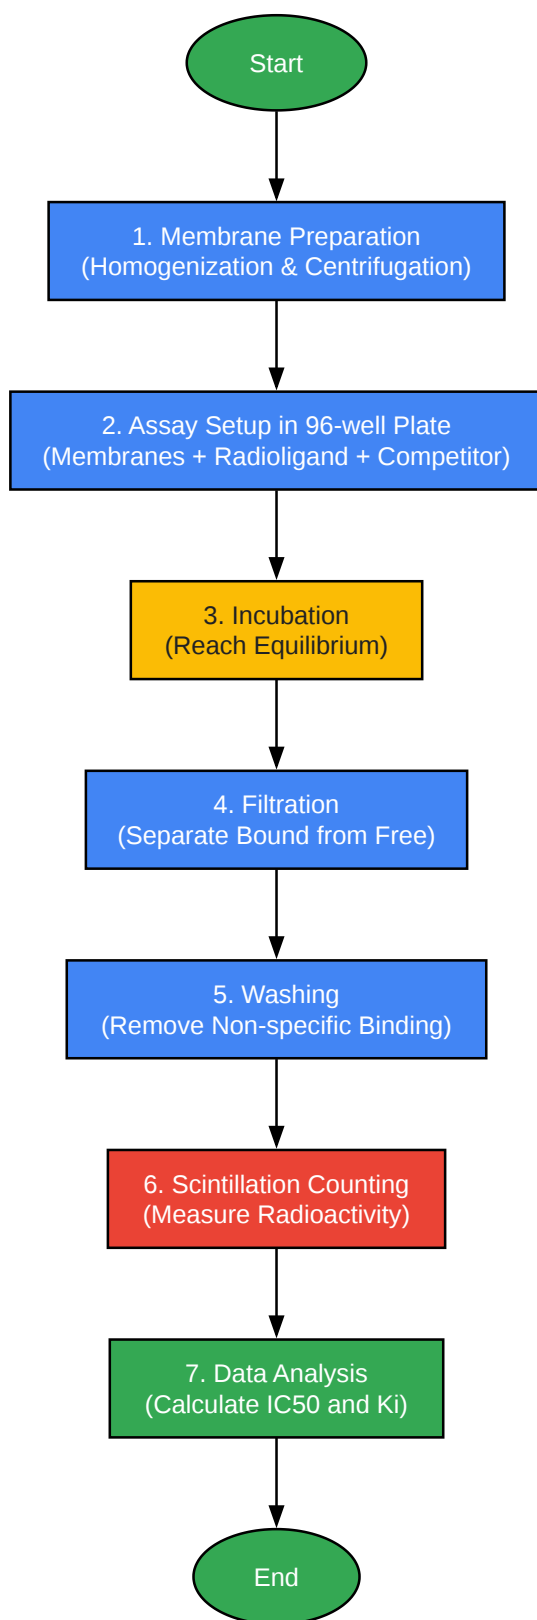 Start
1. Membrane Preparation
(Homogenization & Centrifugation)
2. Assay Setup in 96-well Plate
(Membranes + Radioligand + Competitor)
3. Incubation
(Reach Equilibrium)
4. Filtration
(Separate Bound from Free)
5. Washing
(Remove Non-specific Binding)
6. Scintillation Counting
(Measure Radioactivity)
7. Data Analysis
(Calculate IC50 and Ki)
End